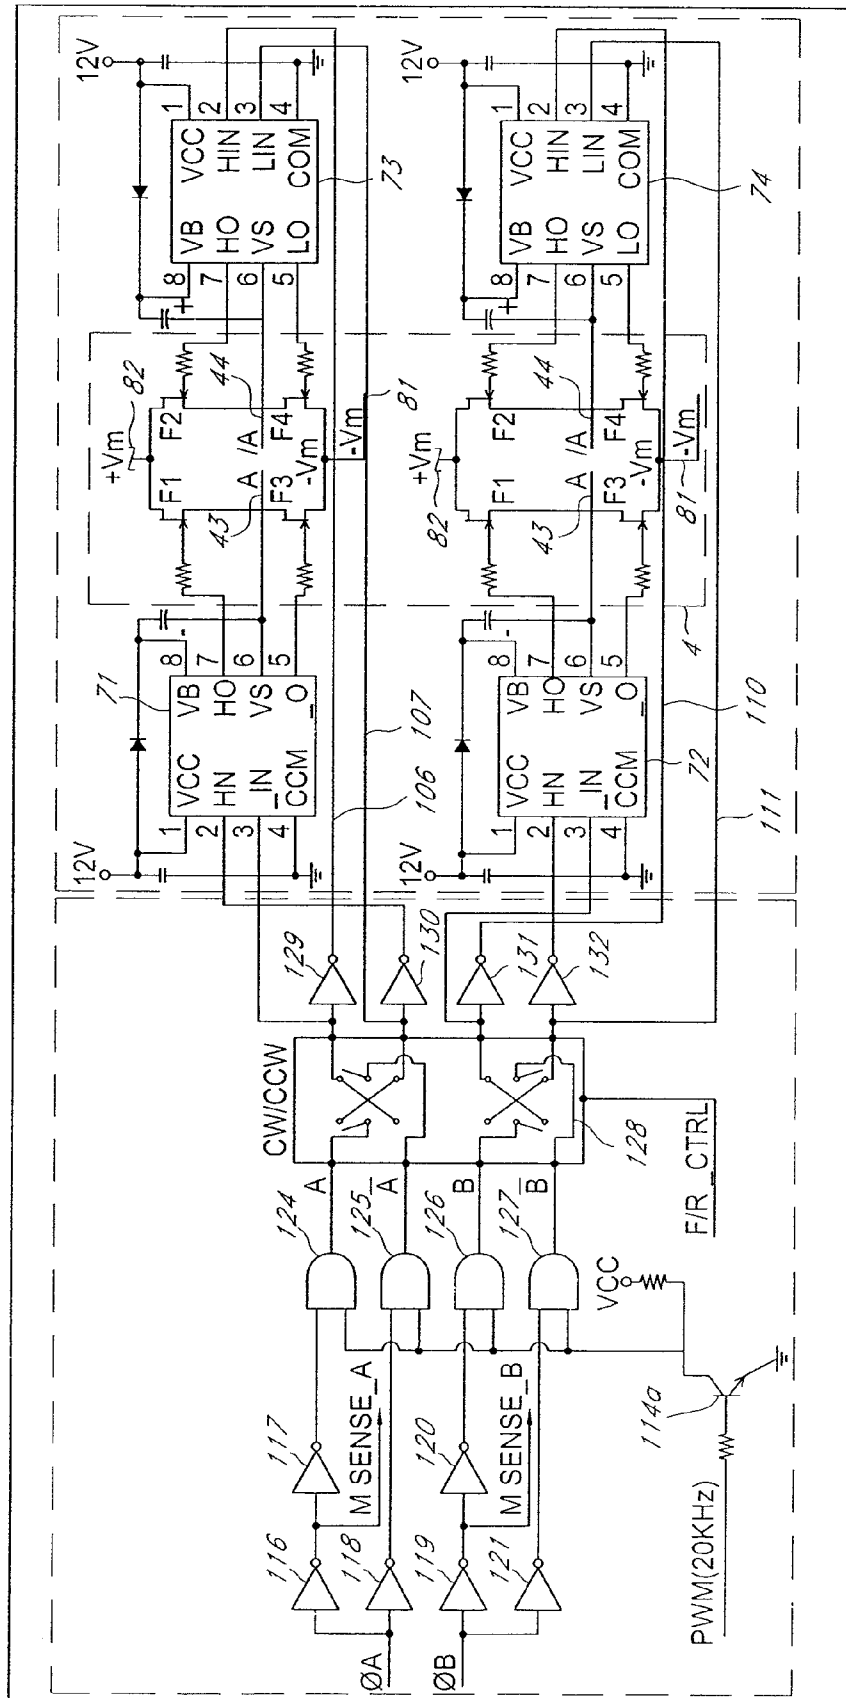 ØA
ØB
116
117
118
119
120
121
M SENSE_A
M SENSE_B
PWM(20KHz)
114a
VCC
124
125
126
127
A
_A
B
_B
CW/CCW
128
F/R_CTRL
129
130
131
132
12V
1
2
3
4
VCC
HN
_IN
CCM
VB
HO
VS
_O
8
7
6
5
-
71
106
107
F1
F2
F3
F4
+Vm
82
A
/A
43
44
-Vm
-Vm
81
+
8
7
6
5
VB
HO
VS
LO
VCC
HIN
LIN
COM
1
2
3
4
12V
73
12V
1
2
3
4
VCC
HN
_IN
CCM
VB
HO
VS
_O
8
7
6
5
-
72
110
111
4
F1
F2
F3
F4
+Vm
82
A
/A
43
44
-Vm
-Vm
81
+
8
7
6
5
VB
HO
VS
LO
VCC
HIN
LIN
COM
1
2
3
4
12V
74